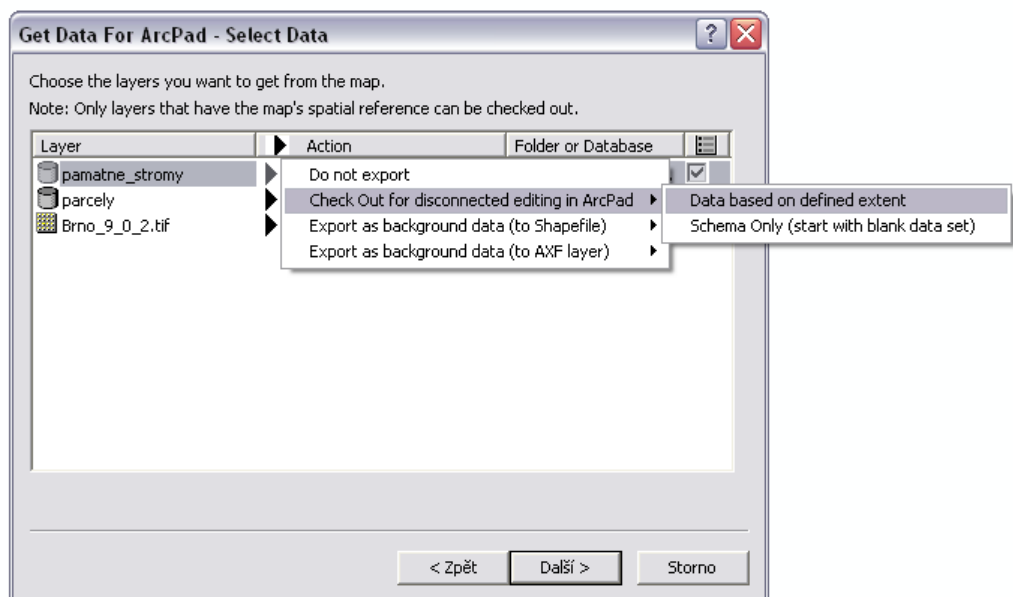 Get Data For ArcPad - Select Data
Choose the layers you want to get from the map.
Note: Only layers that have the map's spatial reference can be checked out.
Layer Action Folder or Database
pamatne_stromy Do not export
parcely Check Out for disconnected editing in ArcPad Data based on defined extent
Brno_9_0_2.tif Export as background data (to Shapefile) Schema Only (start with blank data set)
Export as background data (to AXF layer)
< Zpět Další > Storno